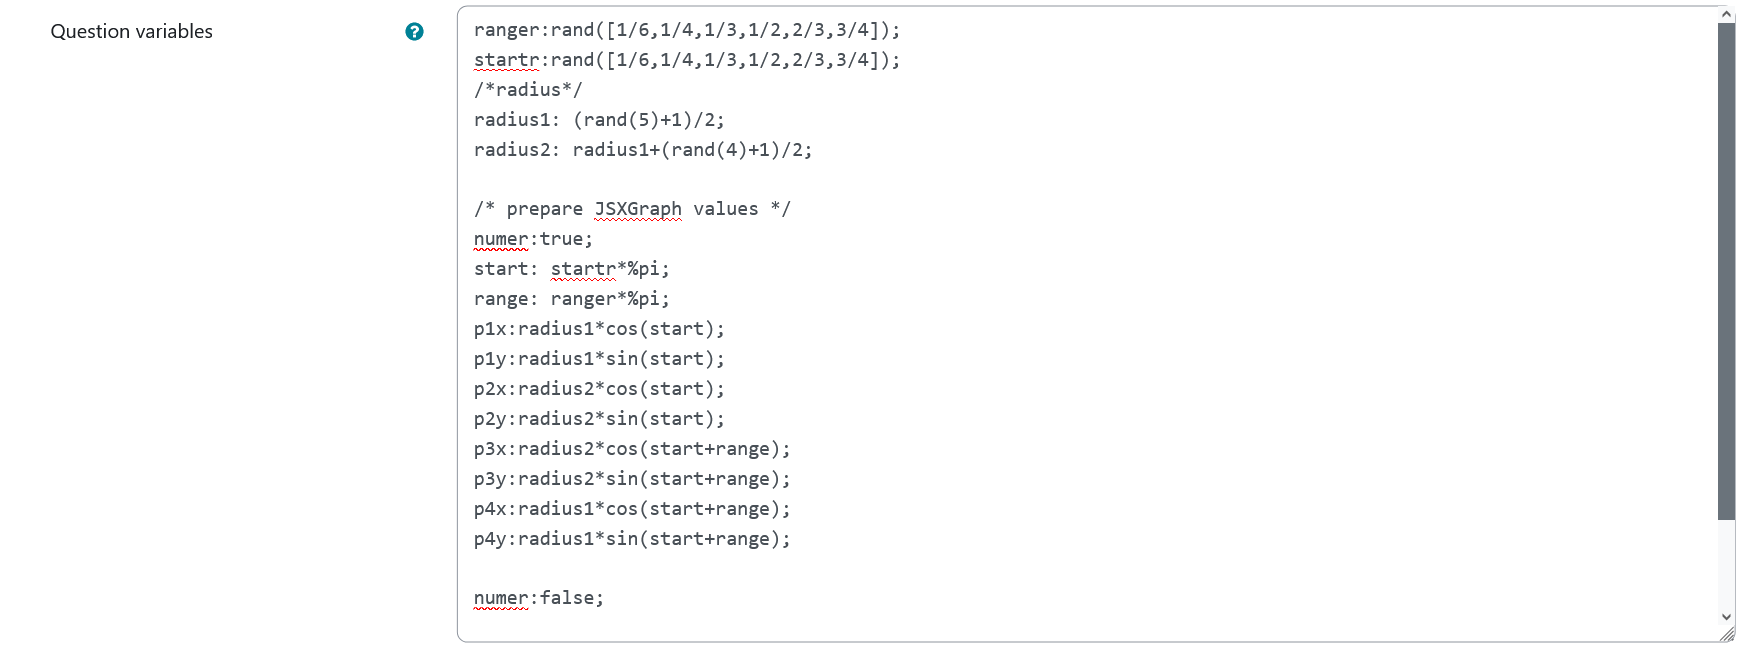 Question variables
ranger:rand([1/6,1/4,1/3,1/2,2/3,3/4]);
startr:rand([1/6,1/4,1/3,1/2,2/3,3/4]);
/*radius*/
radius1: (rand(5)+1)/2;
radius2: radius1+(rand(4)+1)/2;
/* prepare JSXGraph values */
numer:true;
start: startr*%pi;
range: ranger*%pi;
p1x:radius1*cos(start);
p1y:radius1*sin(start);
p2x:radius2*cos(start);
p2y:radius2*sin(start);
p3x:radius2*cos(start+range);
p3y:radius2*sin(start+range);
p4x:radius1*cos(start+range);
p4y:radius1*sin(start+range);
numer:false;